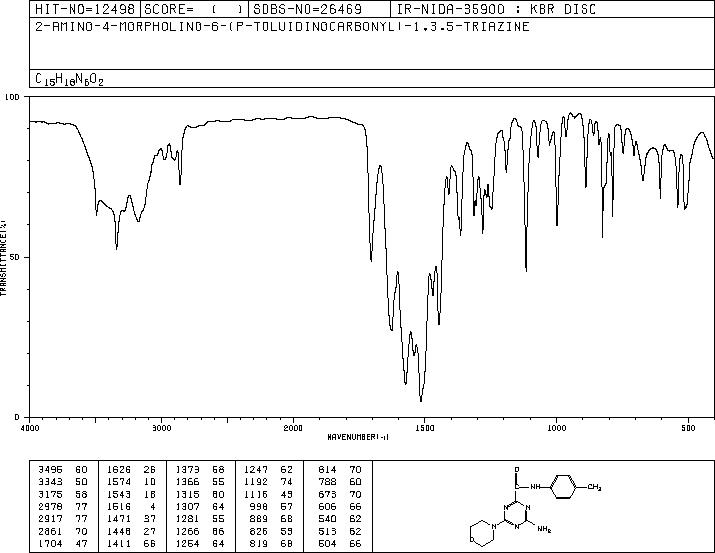 HIT-NO=12498 SCORE= ( ) SDBS-NO=26469 IR-NIDA-35900 : KBR DISC
2-AMINO-4-MORPHOLINO-6-(P-TOLUIDINOCARBONYL)-1,3,5-TRIAZINE
C15H18N6O2
100
50
0
TRANSMITTANCE(%)
4000 3000 2000 1500 1000 500
WAVENUMBER(-1)
3495 60 1626 26 1373 68 1247 62 814 70
3343 50 1574 10 1366 55 1192 74 788 60
3175 58 1543 18 1315 80 1116 43 673 70
2978 77 1516 4 1307 64 998 57 606 66
2917 77 1471 37 1281 55 889 68 540 62
2861 70 1448 27 1266 86 826 53 513 62
1704 47 1411 68 1254 64 819 68 504 66
O
C NH CH3
N N
N N NH2
O